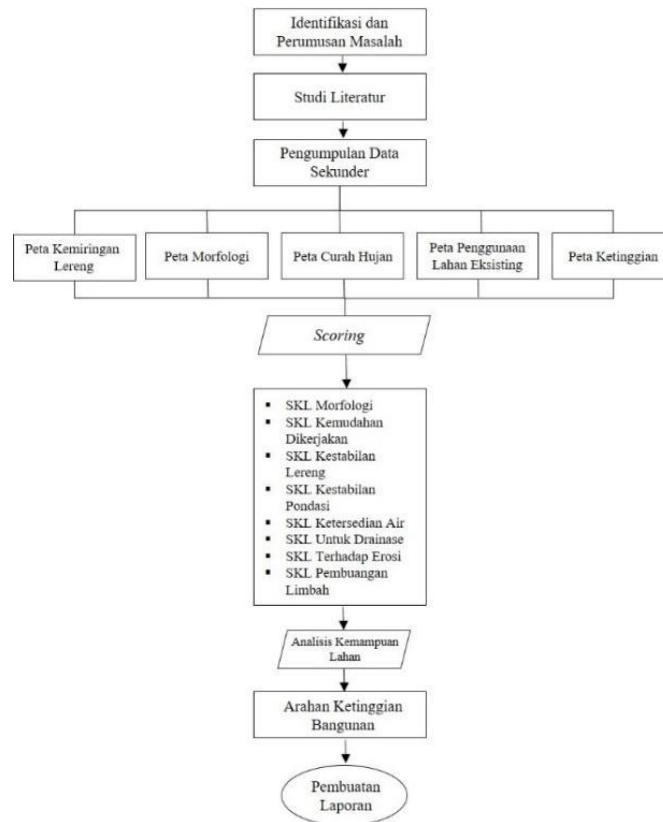 Identifikasi dan
Perumusan Masalah
Studi Literatur
Pengumpulan Data
Sekunder
Peta Kemiringan
Lereng
Peta Morfologi
Peta Curah Hujan
Peta Penggunaan
Lahan Eksisting
Peta Ketinggian
Scoring
▪ SKL Morfologi
▪ SKL Kemudahan
Dikerjakan
▪ SKL Kestabilan
Lereng
▪ SKL Kestabilan
Pondasi
▪ SKL Ketersedian Air
▪ SKL Untuk Drainase
▪ SKL Terhadap Erosi
▪ SKL Pembuangan
Limbah
Analisis Kemampuan
Lahan
Arahan Ketinggian
Bangunan
Pembuatan
Laporan